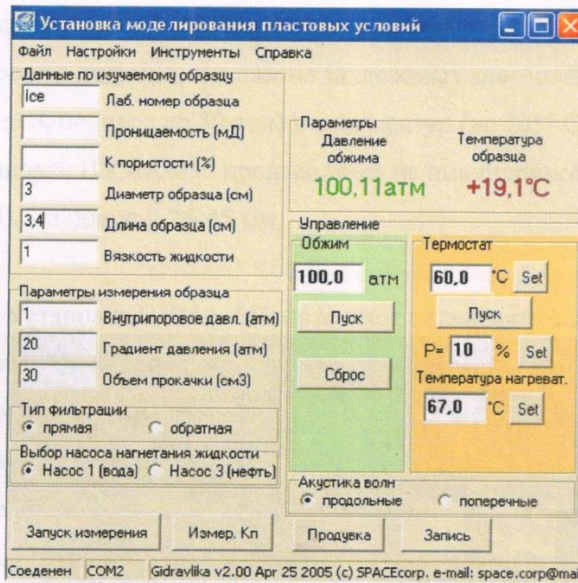 Установка моделирования пластовых условий
Файл Настройки Инструменты Справка
Данные по изучаемому образцу
Ice Лаб. номер образца
Проницаемость (мД)
К пористости (%)
3 Диаметр образца (см)
3,4 Длина образца (см)
1 Вязкость жидкости
Параметры измерения образца
1 Внутрипоровое давл. (атм)
20 Градиент давления (атм)
30 Объем прокачки (см3)
Тип фильтрации
прямая обратная
Выбор насоса нагнетания жидкости
Насос 1 (вода) Насос 3 (нефть)
Параметры
Давление обжима
Температура образца
100,11атм +19,1°C
Управление
Обжим
100,0 атм
Пуск
Сброс
Термостат
60,0 °C Set
Пуск
P= 10 % Set
Температура нагреват.
67,0 °C Set
Акустика волн
продольные поперечные
Запуск измерения Измер. Кп Продувка Запись
Соеденен COM2 Gidravlika v2.00 Apr 25 2005 (c) SPACEcorp. e-mail: space.corp@ma